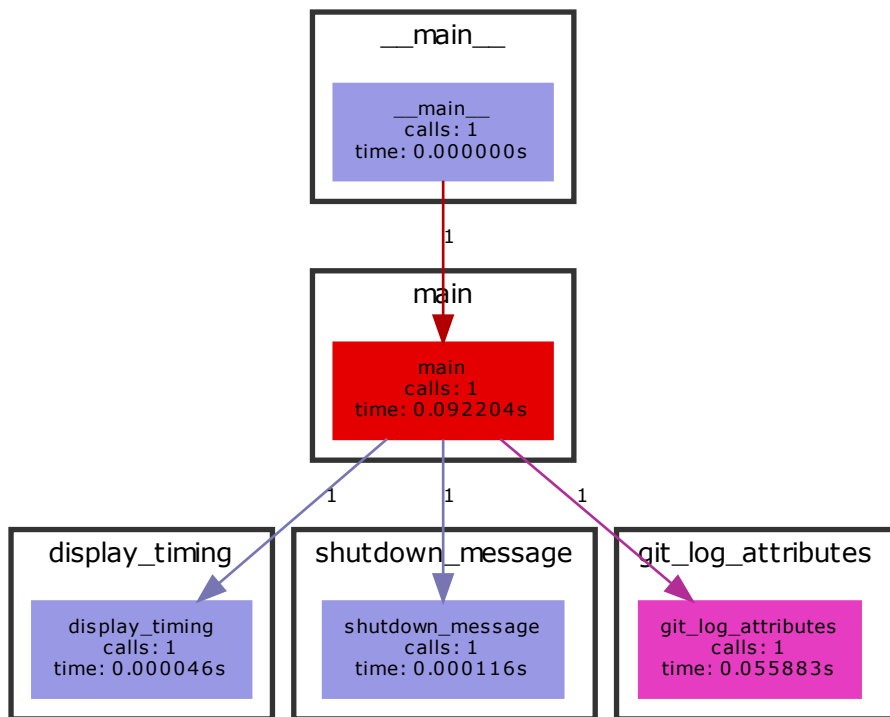 __main__
__main__
calls: 1
time: 0.000000s
1
main
main
calls: 1
time: 0.092204s
1
1
1
display_timing
display_timing
calls: 1
time: 0.000046s
shutdown_message
shutdown_message
calls: 1
time: 0.000116s
git_log_attributes
git_log_attributes
calls: 1
time: 0.055883s